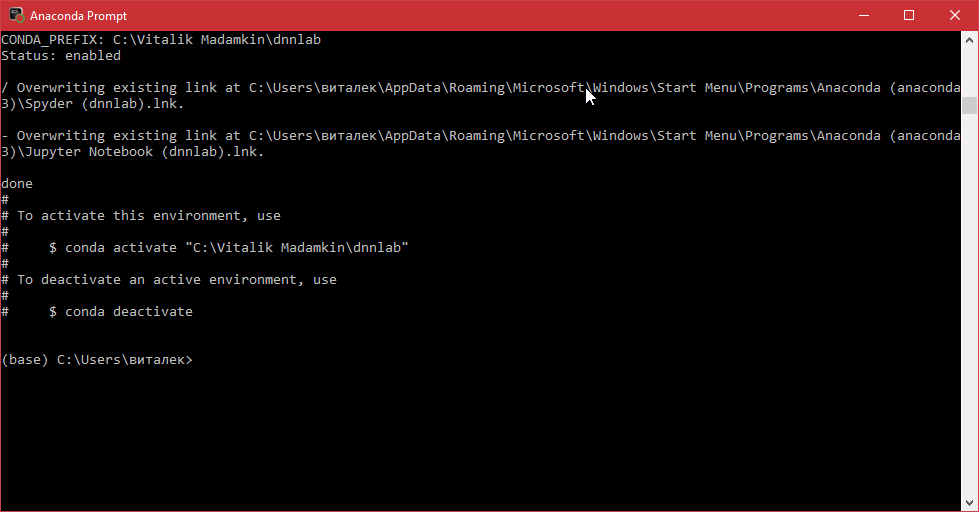 Anaconda Prompt
CONDA_PREFIX: C:\Vitalik Madamkin\dnnlab
Status: enabled
/ Overwriting existing link at C:\Users\виталек\AppData\Roaming\Microsoft\Windows\Start Menu\Programs\Anaconda (anaconda
3)\Spyder (dnnlab).lnk.
- Overwriting existing link at C:\Users\виталек\AppData\Roaming\Microsoft\Windows\Start Menu\Programs\Anaconda (anaconda
3)\Jupyter Notebook (dnnlab).lnk.
done
#
# To activate this environment, use
#
#     $ conda activate "C:\Vitalik Madamkin\dnnlab"
#
# To deactivate an active environment, use
#
#     $ conda deactivate
(base) C:\Users\виталек>